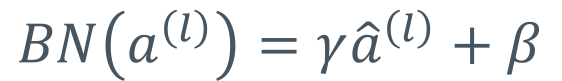 BN(a^{(l)}) = γâ^{(l)} + β